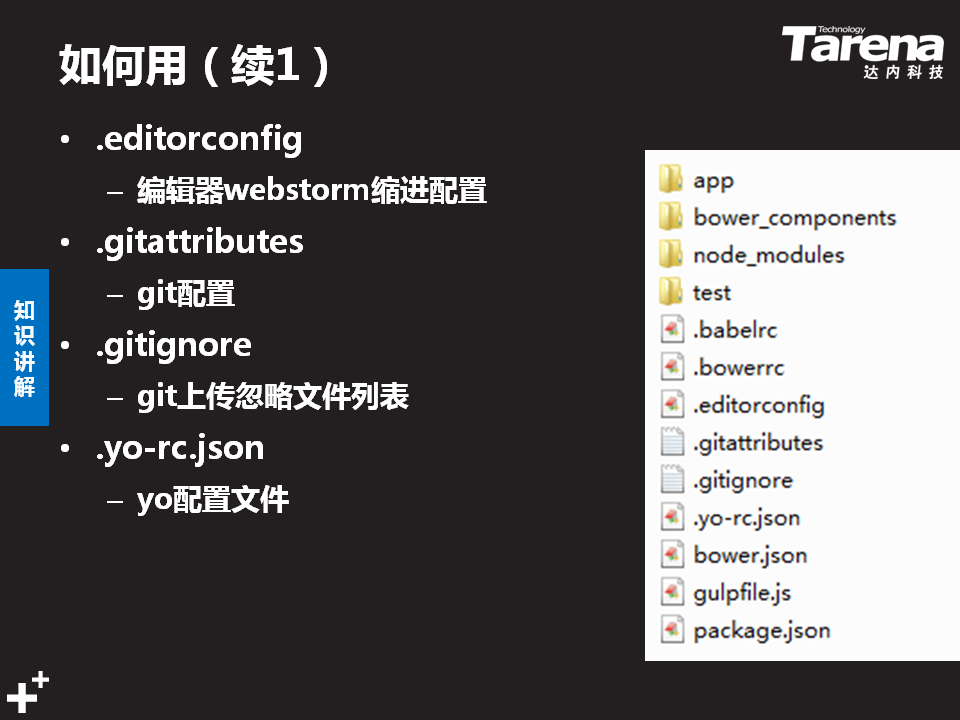 如何用（续1）
Technology
Tarena
达内科技
• .editorconfig
– 编辑器webstorm缩进配置
• .gitattributes
– git配置
• .gitignore
– git上传忽略文件列表
• .yo-rc.json
– yo配置文件
知识讲解
app
bower_components
node_modules
test
.babelrc
.bowerrc
.editorconfig
.gitattributes
.gitignore
.yo-rc.json
bower.json
gulpfile.js
package.json